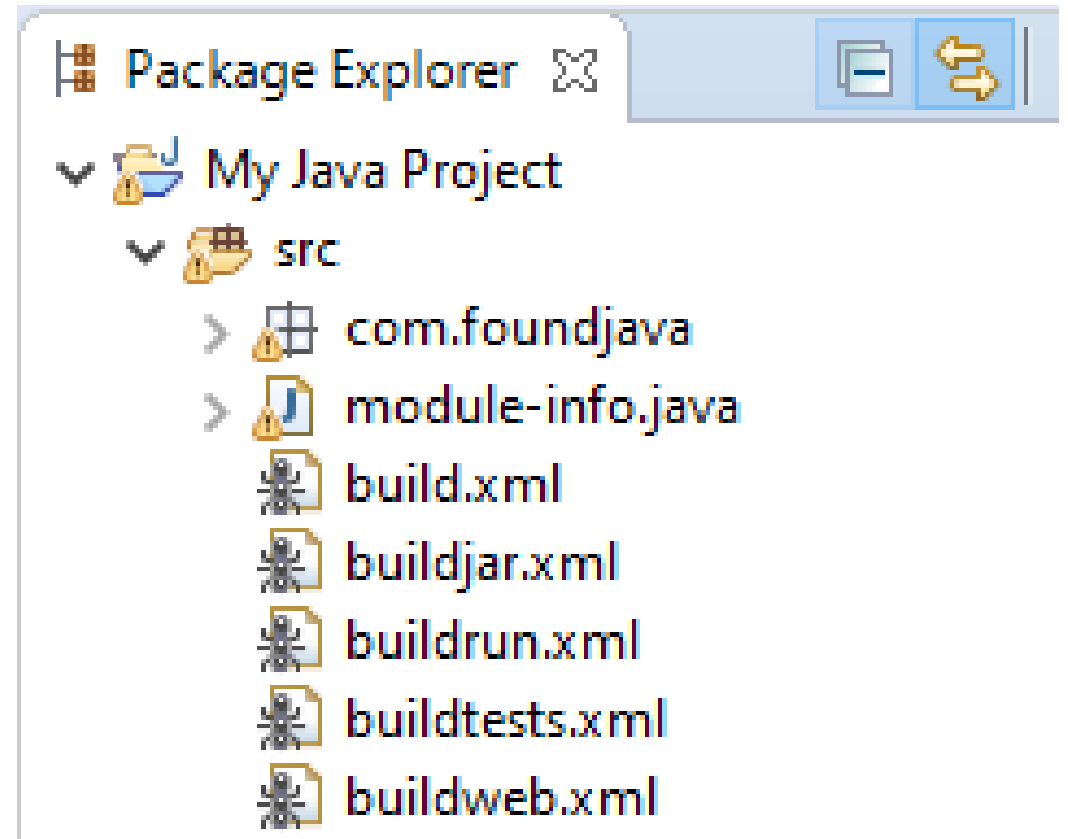 Package Explorer
My Java Project
src
com.foundjava
module-info.java
build.xml
buildjar.xml
buildrun.xml
buildtests.xml
buildweb.xml